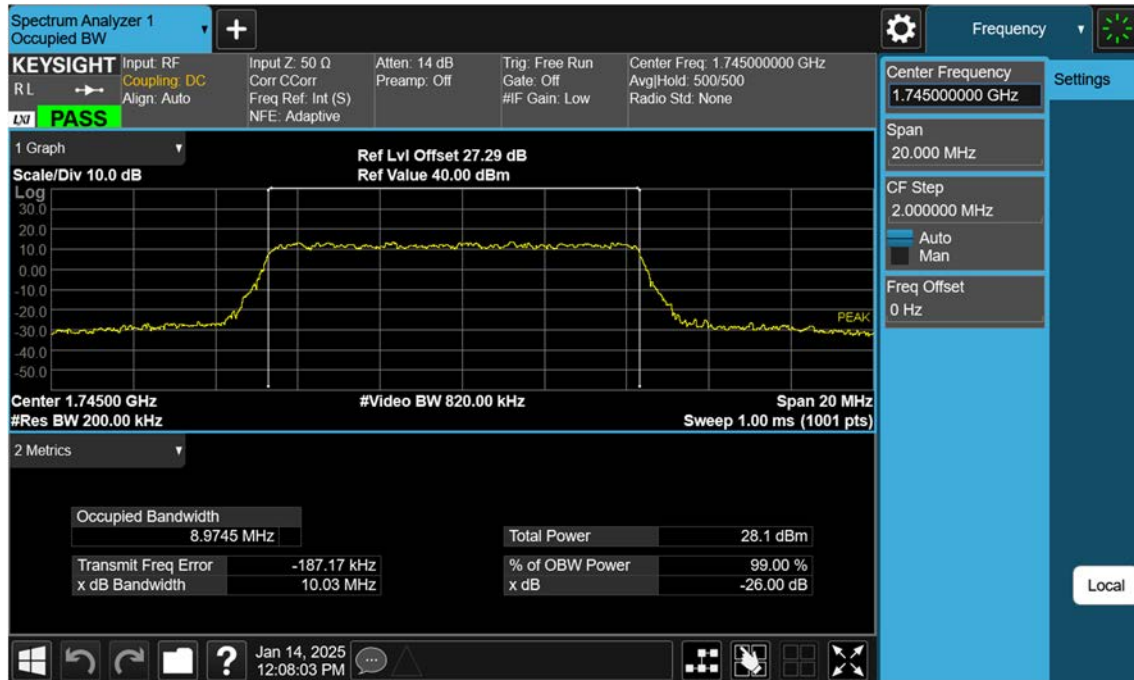 Spectrum Analyzer 1
Occupied BW
Frequency
KEYSIGHT
R L
LXI
PASS
Input: RF
Coupling: DC
Align: Auto
Input Z: 50 Ω
Corr CCorr
Freq Ref: Int (S)
NFE: Adaptive
Atten: 14 dB
Preamp: Off
Trig: Free Run
Gate: Off
#IF Gain: Low
Center Freq: 1.745000000 GHz
Avg|Hold: 500/500
Radio Std: None
Center Frequency
1.745000000 GHz
Settings
Span
20.000 MHz
CF Step
2.000000 MHz
Auto
Man
Freq Offset
0 Hz
Local
1 Graph
Scale/Div 10.0 dB
Ref Lvl Offset 27.29 dB
Ref Value 40.00 dBm
Log
30.0
20.0
10.0
0.00
-10.0
-20.0
-30.0
-40.0
-50.0
PEAK
Center 1.74500 GHz
#Video BW 820.00 kHz
Span 20 MHz
#Res BW 200.00 kHz
Sweep 1.00 ms (1001 pts)
2 Metrics
Occupied Bandwidth
8.9745 MHz
Total Power 28.1 dBm
Transmit Freq Error -187.17 kHz
% of OBW Power 99.00 %
x dB Bandwidth 10.03 MHz
x dB -26.00 dB
?
Jan 14, 2025
12:08:03 PM